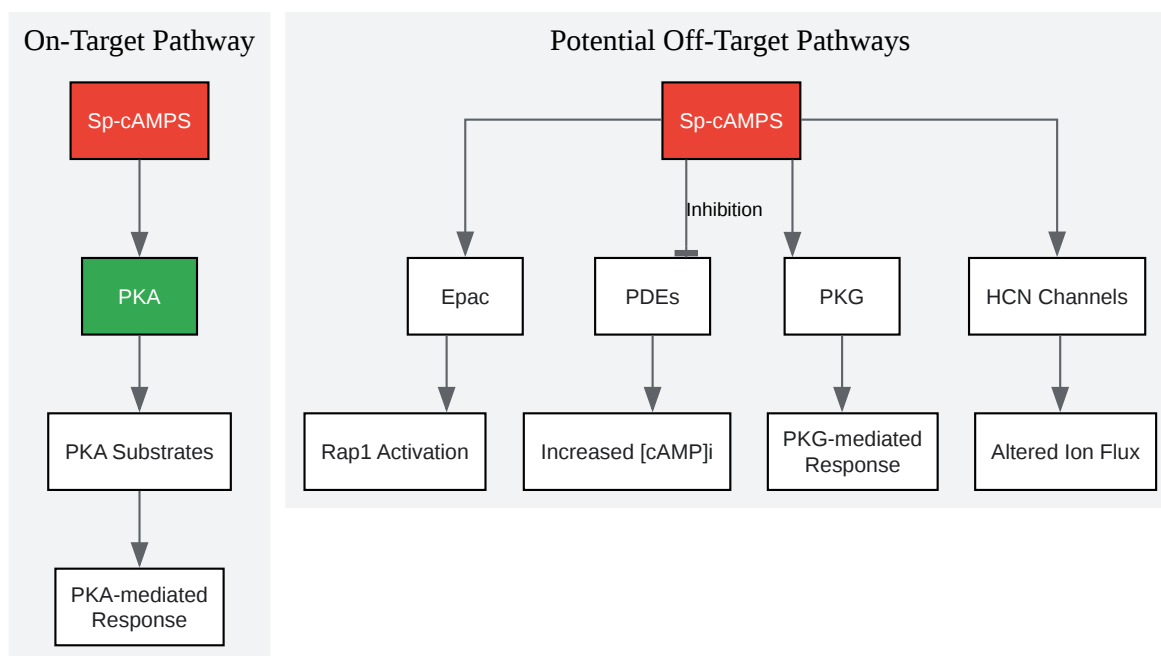 On-Target Pathway
Sp-cAMPS
PKA
PKA Substrates
PKA-mediated
Response
Potential Off-Target Pathways
Sp-cAMPS
Inhibition
Epac
PDEs
PKG
HCN Channels
Rap1 Activation
Increased [cAMP]i
PKG-mediated
Response
Altered Ion Flux